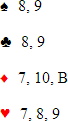 ♠ 8, 9
♣ 8, 9
♦ 7, 10, B
♥ 7, 8, 9